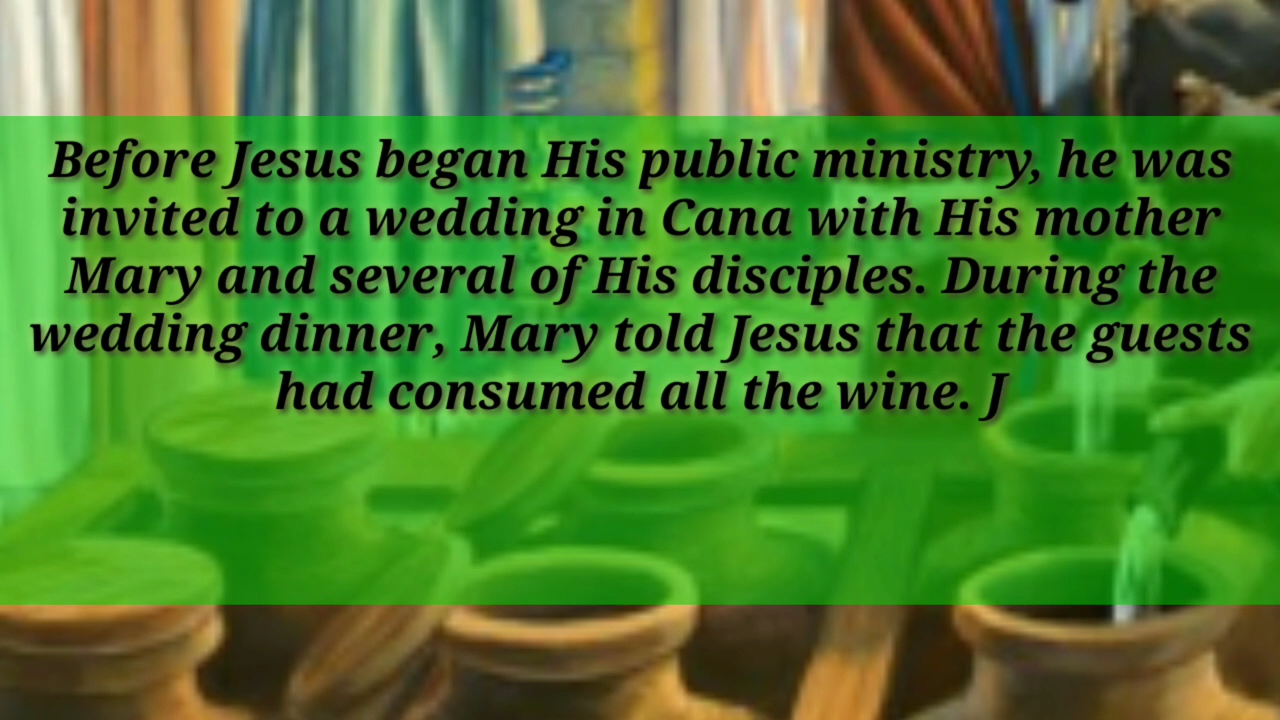 Before Jesus began His public ministry, he was
invited to a wedding in Cana with His mother
Mary and several of His disciples. During the
wedding dinner, Mary told Jesus that the guests
had consumed all the wine. J